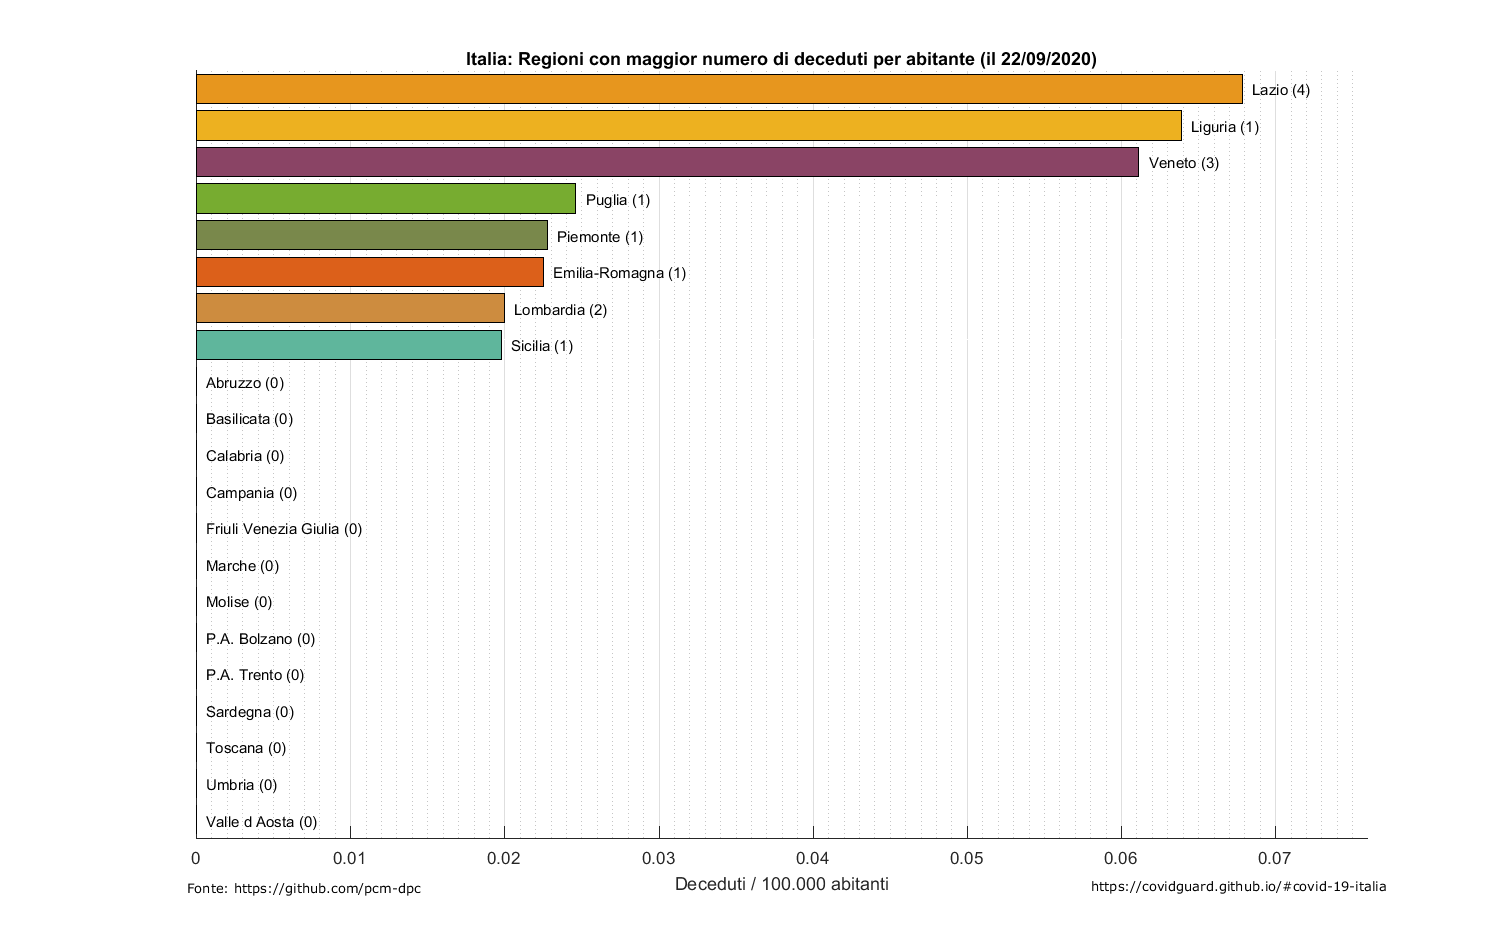 Italia: Regioni con maggior numero di deceduti per abitante (il 22/09/2020)
Lazio (4)
Liguria (1)
Veneto (3)
Puglia (1)
Piemonte (1)
Emilia-Romagna (1)
Lombardia (2)
Sicilia (1)
Abruzzo (0)
Basilicata (0)
Calabria (0)
Campania (0)
Friuli Venezia Giulia (0)
Marche (0)
Molise (0)
P.A. Bolzano (0)
P.A. Trento (0)
Sardegna (0)
Toscana (0)
Umbria (0)
Valle d Aosta (0)
0 0.01 0.02 0.03 0.04 0.05 0.06 0.07
Deceduti / 100.000 abitanti
Fonte: https://github.com/pcm-dpc
https://covidguard.github.io/#covid-19-italia